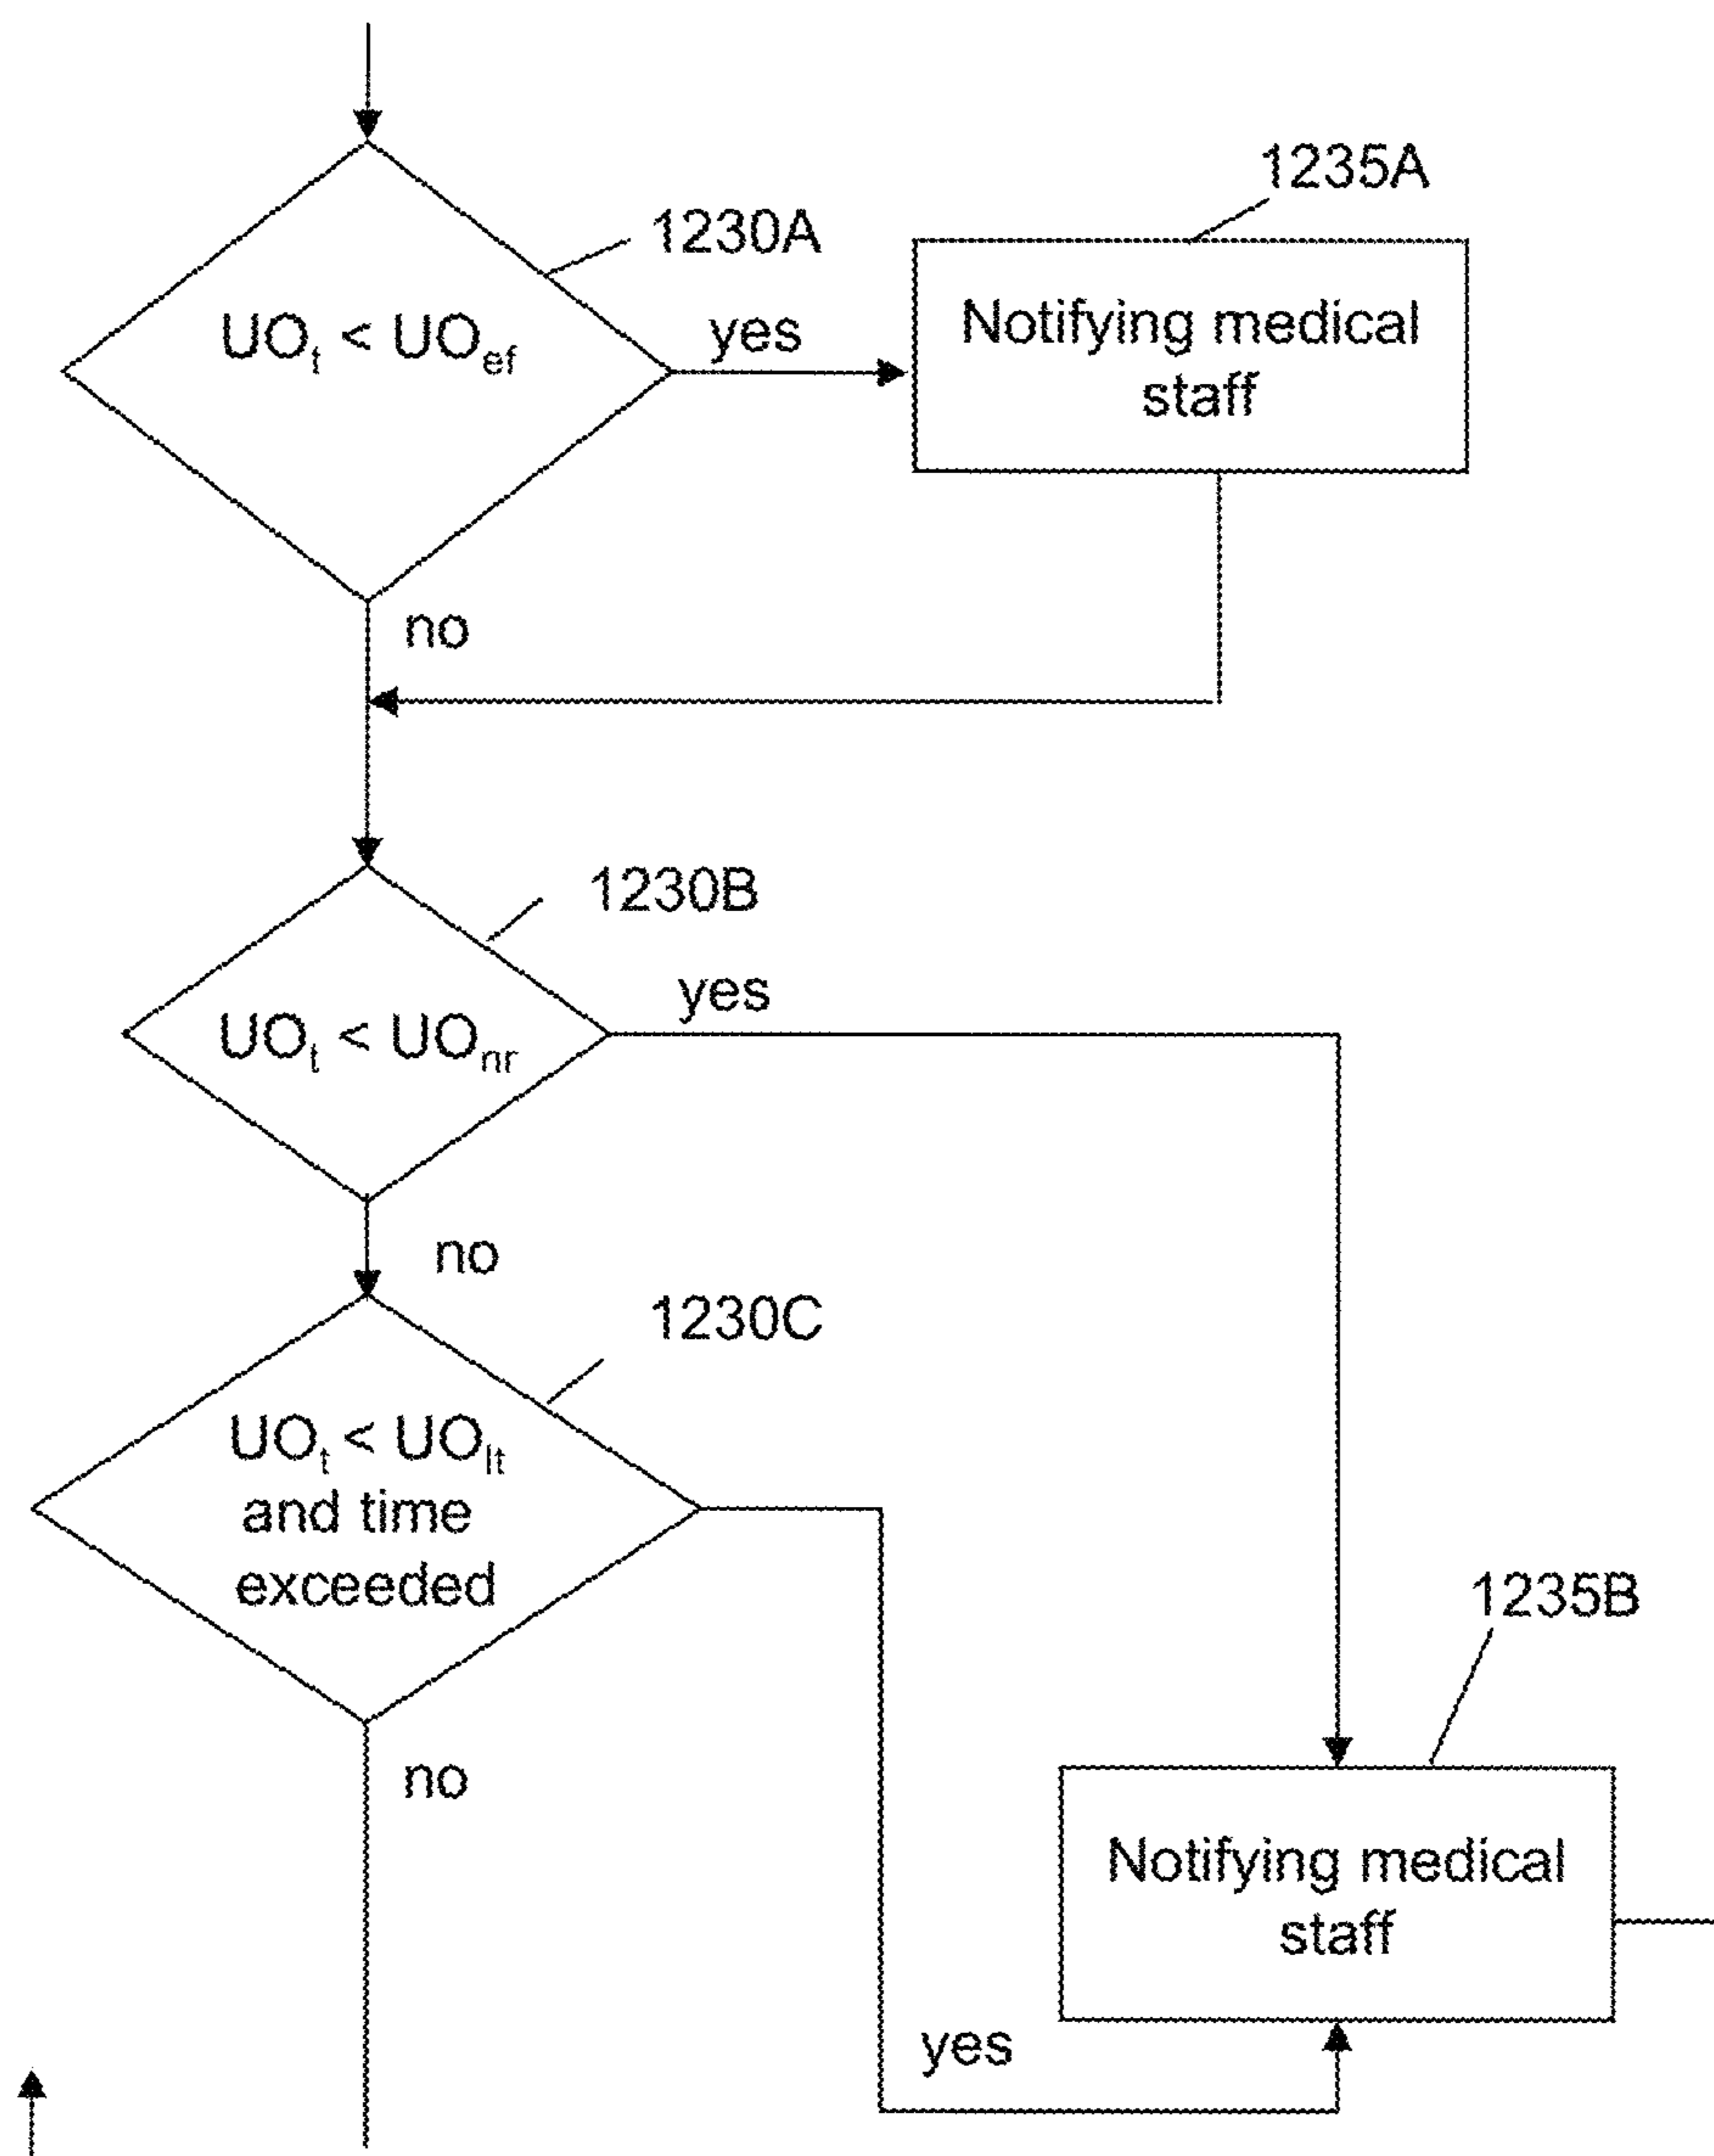 1235A
1230A
UOt < UOef
yes
Notifying medical
staff
no
1230B
yes
UOt < UOnr
no
1230C
UOt < UOlt
and time
exceeded
1235B
no
Notifying medical
staff
yes